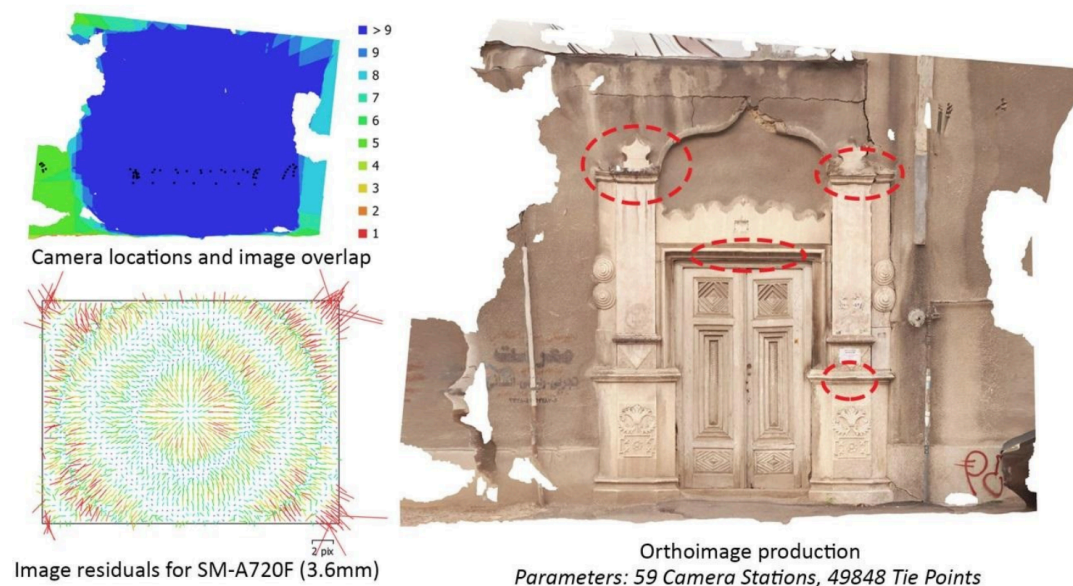 > 9
9
8
7
6
5
4
3
2
1
Camera locations and image overlap
2 pix
Image residuals for SM-A720F (3.6mm)
Orthoimage production
Parameters: 59 Camera Stations, 49848 Tie Points